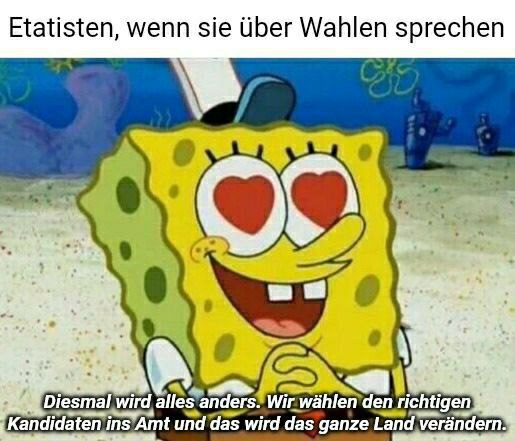 Etatisten, wenn sie über Wahlen sprechen
Diesmal wird alles anders. Wir wählen den richtigen
Kandidaten ins Amt und das wird das ganze Land verändern.